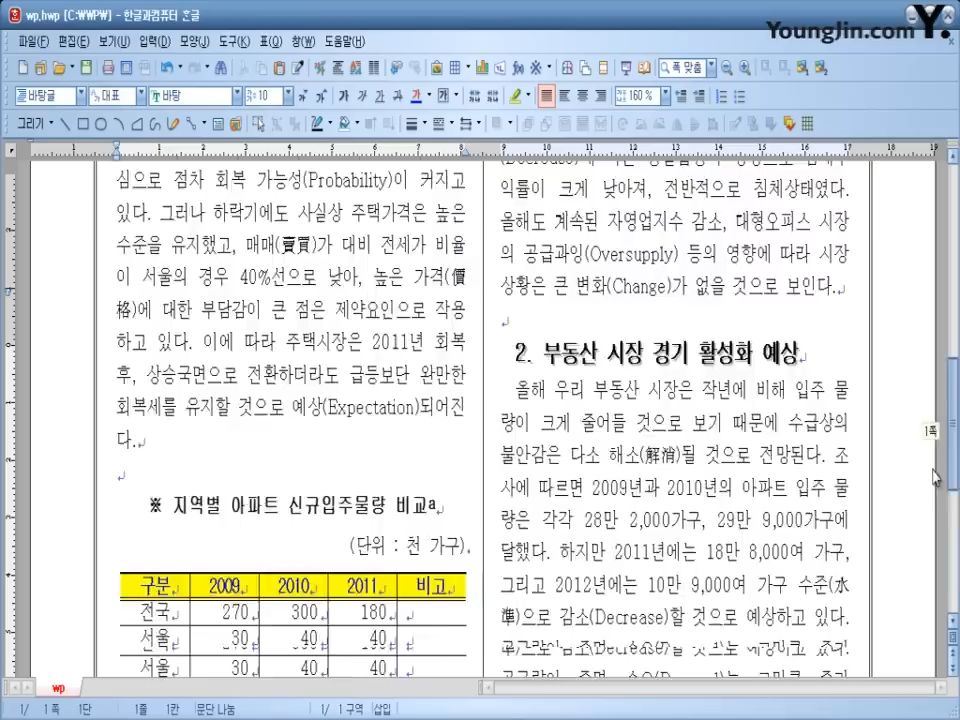 wp.hwp [C:\WP\] - 한글과컴퓨터 한글
YoungJin.com Y.
파일(F) 편집(E) 보기(U) 입력(D) 모양(J) 도구(K) 표(Q) 창(W) 도움말(H)
폭 맞춤
바탕글 대표 바탕 10 160 %
그리기
심으로 점차 회복 가능성(Probability)이 커지고
있다. 그러나 하락기에도 사실상 주택가격은 높은
수준을 유지했고, 매매(賣買)가 대비 전세가 비율
이 서울의 경우 40%선으로 낮아, 높은 가격(價
格)에 대한 부담감이 큰 점은 제약요인으로 작용
하고 있다. 이에 따라 주택시장은 2011년 회복
후, 상승국면으로 전환하더라도 급등보단 완만한
회복세를 유지할 것으로 예상(Expectation)되어진
다.
※ 지역별 아파트 신규입주물량 비교a
(단위 : 천 가구).
구분 2009 2010 2011 비고
전국 270 300 180
서울 30 40 40
서울 30 40 40
익률이 크게 낮아져, 전반적으로 침체상태였다.
올해도 계속된 자영업지수 감소, 대형오피스 시장
의 공급과잉(Oversupply) 등의 영향에 따라 시장
상황은 큰 변화(Change)가 없을 것으로 보인다.
2. 부동산 시장 경기 활성화 예상
올해 우리 부동산 시장은 작년에 비해 입주 물
량이 크게 줄어들 것으로 보기 때문에 수급상의
불안감은 다소 해소(解消)될 것으로 전망된다. 조
사에 따르면 2009년과 2010년의 아파트 입주 물
량은 각각 28만 2,000가구, 29만 9,000가구에
달했다. 하지만 2011년에는 18만 8,000여 가구,
그리고 2012년에는 10만 9,000여 가구 수준(水
準)으로 감소(Decrease)할 것으로 예상하고 있다.
1쪽
wp
1/ 1쪽 1단 1줄 1칸 문단 나눔 1/ 1구역 삽입